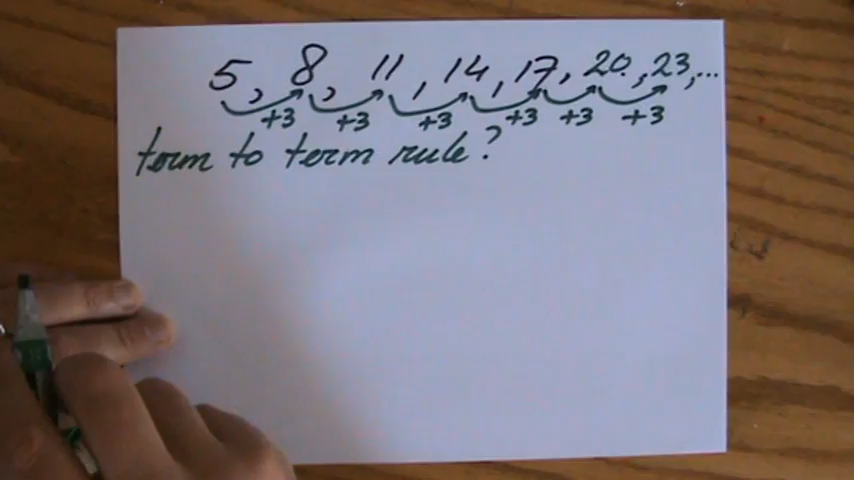 5, 8, 11, 14, 17, 20, 23, ...
+3 +3 +3 +3 +3 +3
term to term rule?